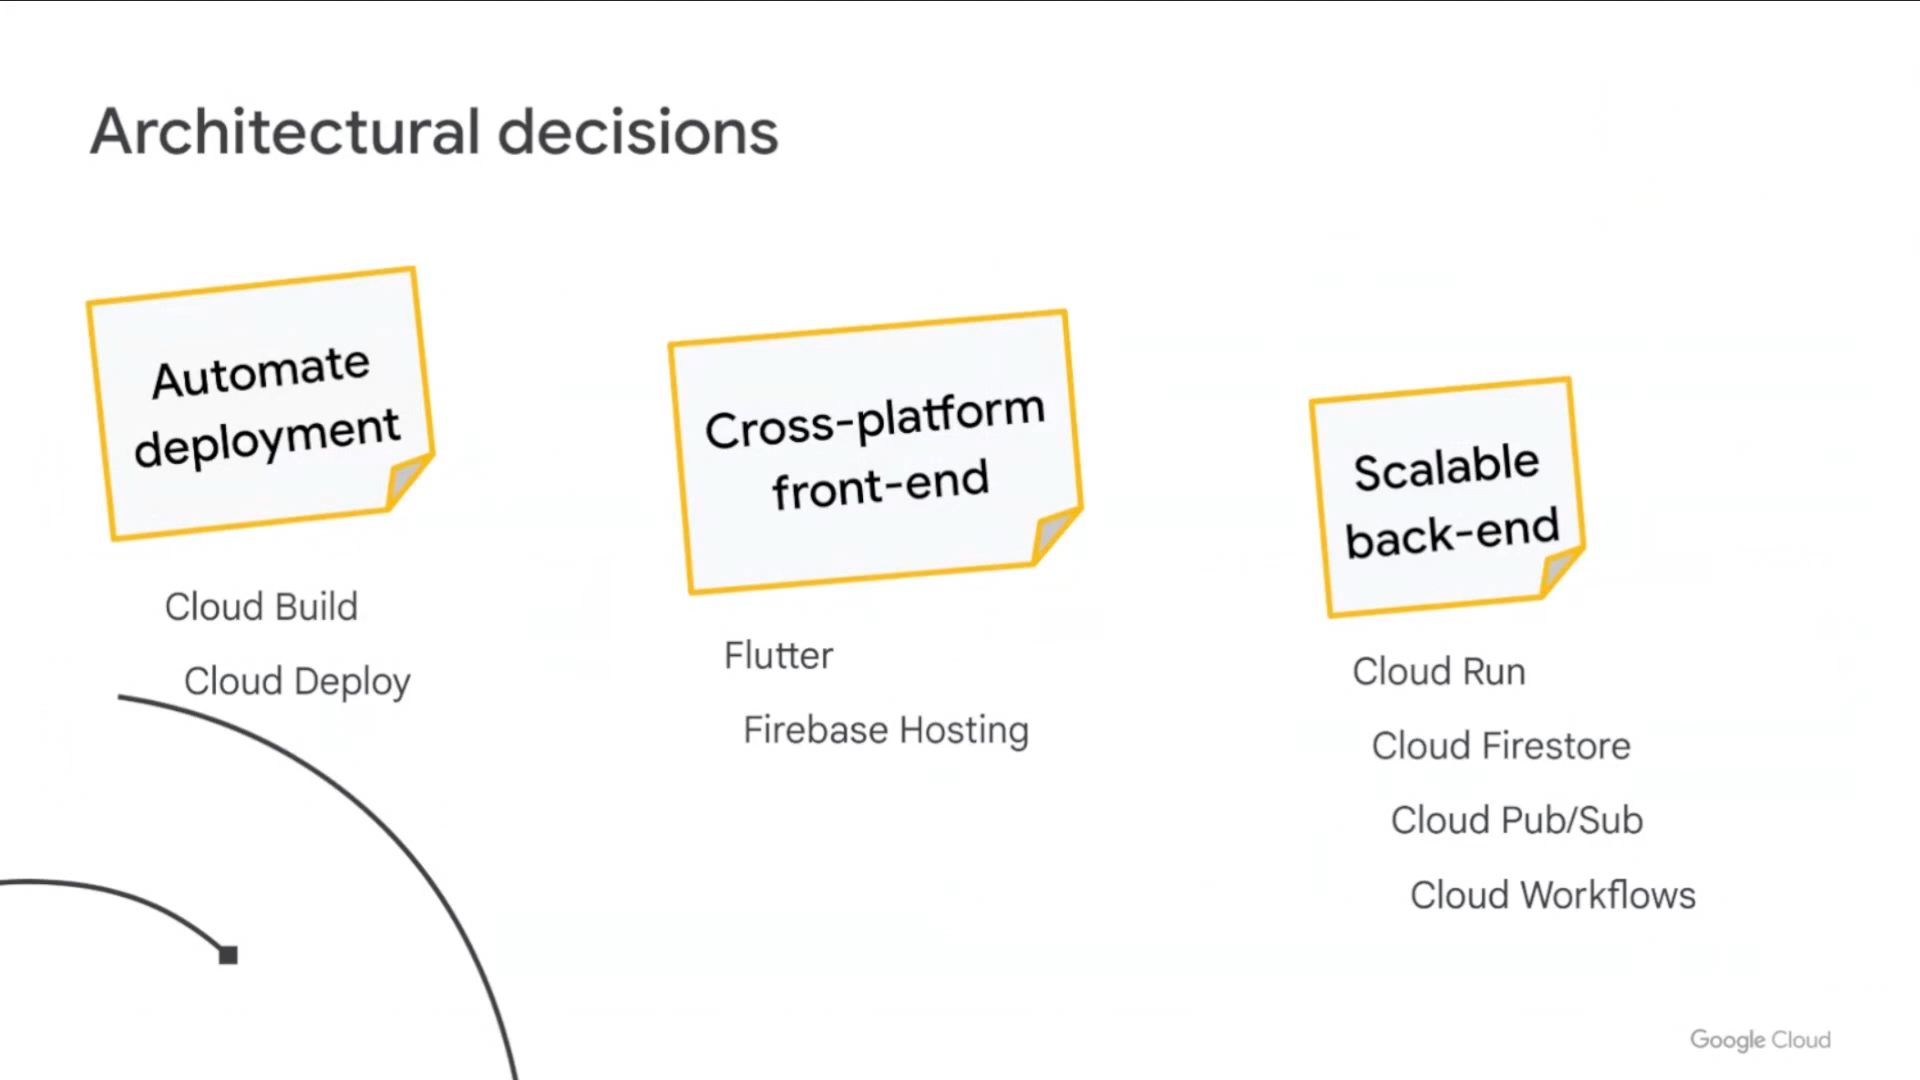 Architectural decisions
Automate
deployment
Cloud Build
Cloud Deploy
Cross-platform
front-end
Flutter
Firebase Hosting
Scalable
back-end
Cloud Run
Cloud Firestore
Cloud Pub/Sub
Cloud Workflows
Google Cloud